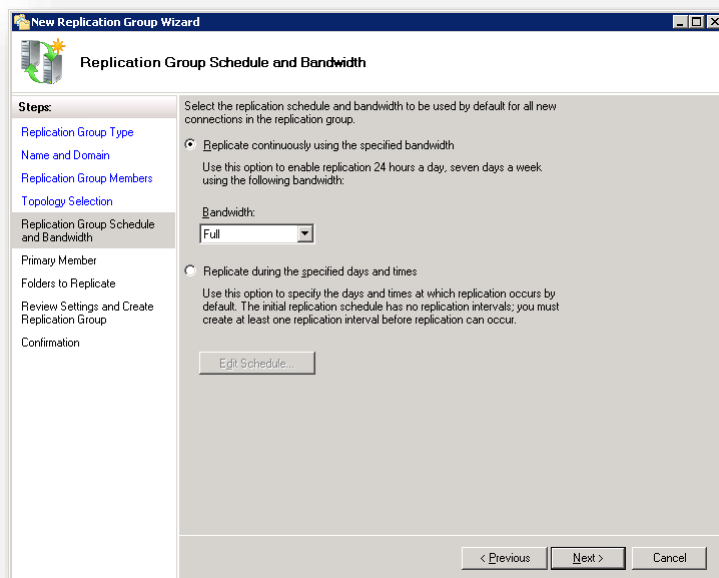 New Replication Group Wizard
Replication Group Schedule and Bandwidth
Steps:
Replication Group Type
Name and Domain
Replication Group Members
Topology Selection
Replication Group Schedule
and Bandwidth
Primary Member
Folders to Replicate
Review Settings and Create
Replication Group
Confirmation
Select the replication schedule and bandwidth to be used by default for all new
connections in the replication group.
Replicate continuously using the specified bandwidth
Use this option to enable replication 24 hours a day, seven days a week
using the following bandwidth:
Bandwidth:
Full
Replicate during the specified days and times
Use this option to specify the days and times at which replication occurs by
default. The initial replication schedule has no replication intervals; you must
create at least one replication interval before replication can occur.
Edit Schedule...
< Previous
Next >
Cancel